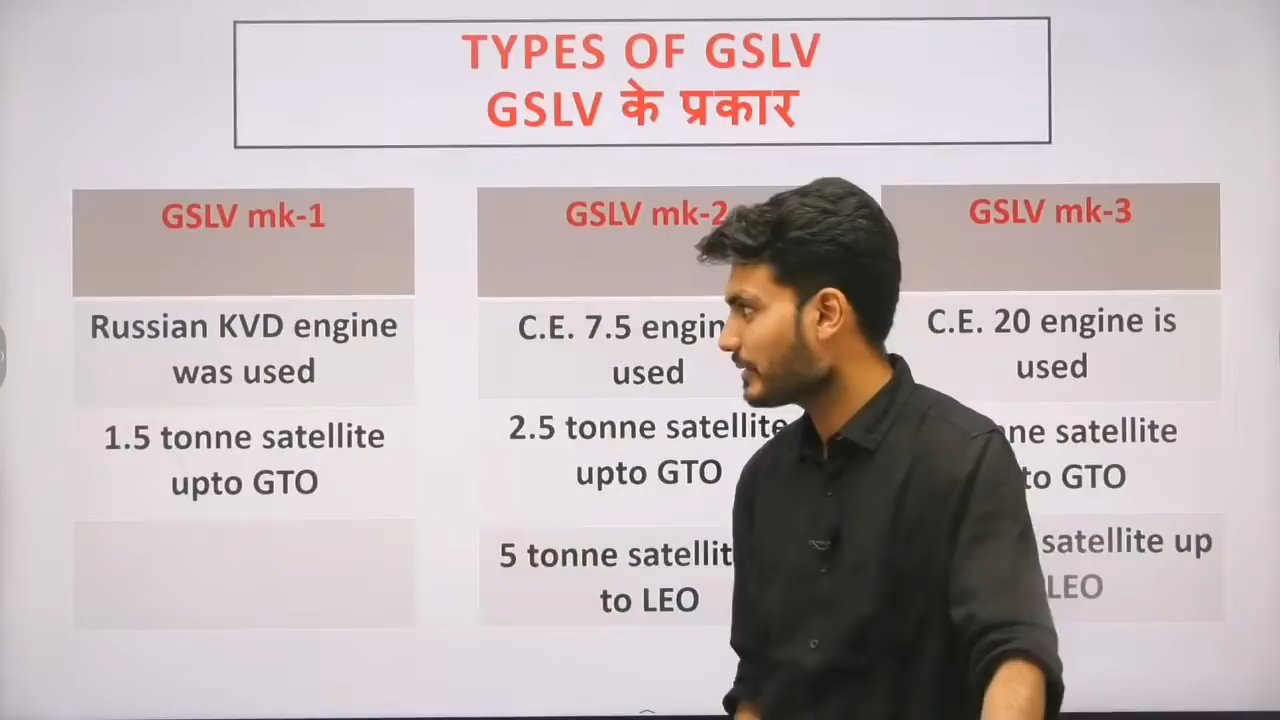 TYPES OF GSLV
GSLV के प्रकार
GSLV mk-1
Russian KVD engine
was used
1.5 tonne satellite
upto GTO
GSLV mk-2
C.E. 7.5
used
2.5 tonne satellite
upto GTO
5 tonne
to LEO
GSLV mk-3
C.E. 20 engine is
used
satellite
to GTO
satellite up
LEO